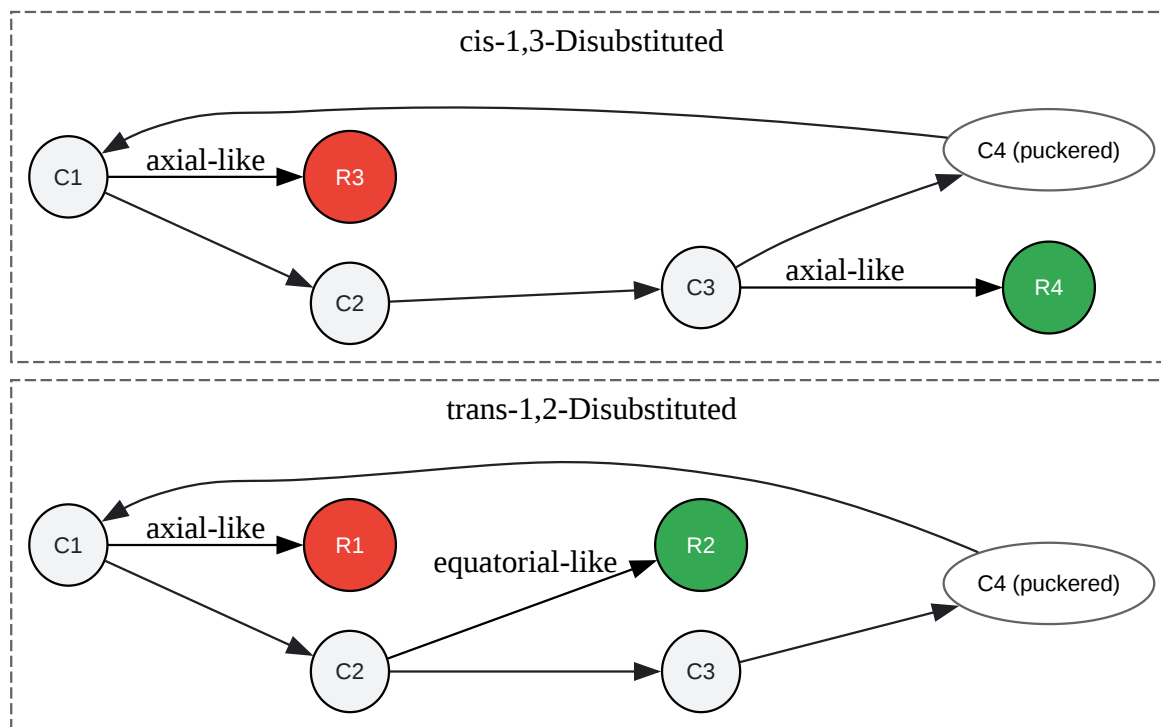 cis-1,3-Disubstituted
C1
axial-like
R3
C4 (puckered)
C2
C3
axial-like
R4
trans-1,2-Disubstituted
C1
axial-like
R1
equatorial-like
R2
C4 (puckered)
C2
C3